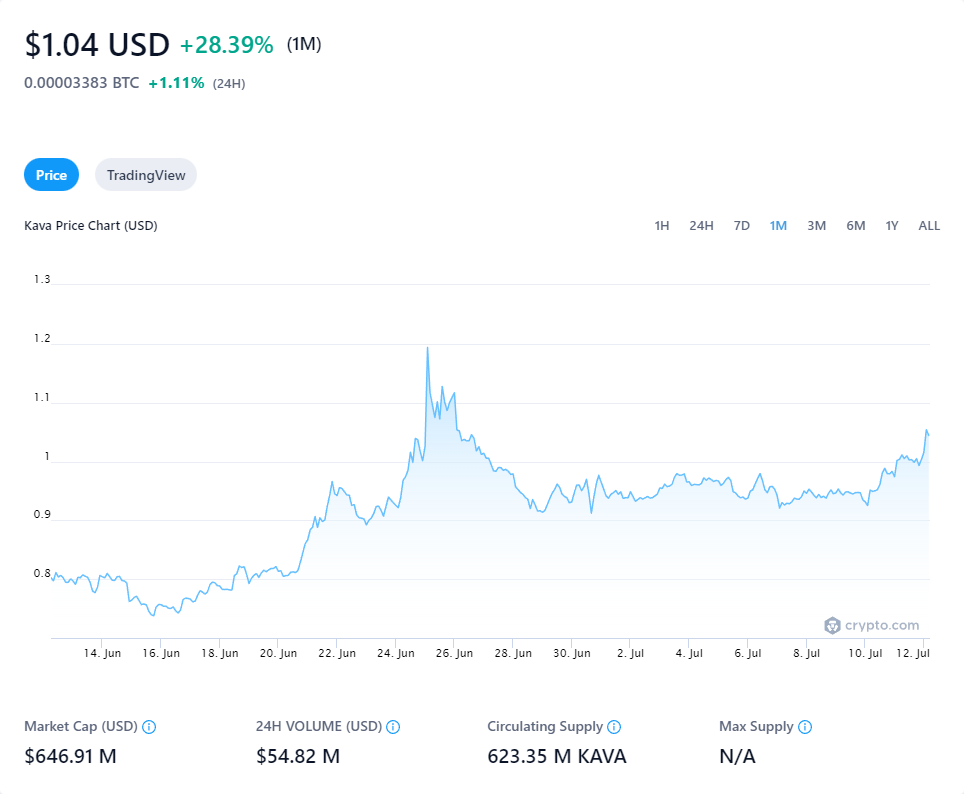 $1.04 USD +28.39% (1M)
0.00003383 BTC +1.11% (24H)
Price TradingView
Kava Price Chart (USD) 1H 24H 7D 1M 3M 6M 1Y ALL
1.3
1.2
1.1
1
0.9
0.8
crypto.com
14. Jun 16. Jun 18. Jun 20. Jun 22. Jun 24. Jun 26. Jun 28. Jun 30. Jun 2. Jul 4. Jul 6. Jul 8. Jul 10. Jul 12. Jul
Market Cap (USD) 24H VOLUME (USD) Circulating Supply Max Supply
$646.91 M $54.82 M 623.35 M KAVA N/A